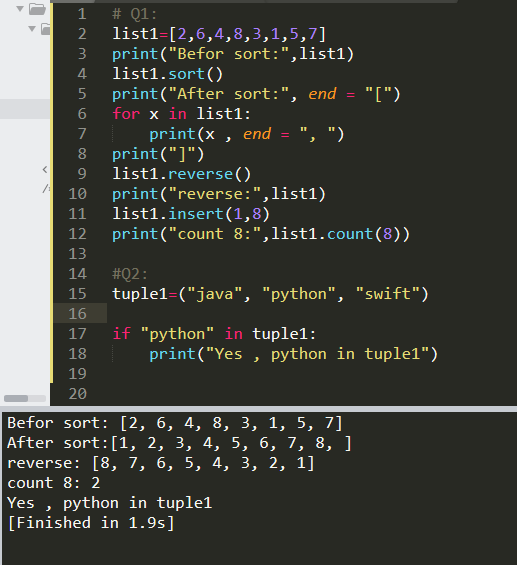 1 # Q1:
2 list1=[2,6,4,8,3,1,5,7]
3 print("Befor sort:",list1)
4 list1.sort()
5 print("After sort:", end = "[")
6 for x in list1:
7     print(x , end = ", ")
8 print("]")
9 list1.reverse()
10 print("reverse:",list1)
11 list1.insert(1,8)
12 print("count 8:",list1.count(8))
13
14 #Q2:
15 tuple1=("java", "python", "swift")
16
17 if "python" in tuple1:
18     print("Yes , python in tuple1")
19
20
Befor sort: [2, 6, 4, 8, 3, 1, 5, 7]
After sort:[1, 2, 3, 4, 5, 6, 7, 8, ]
reverse: [8, 7, 6, 5, 4, 3, 2, 1]
count 8: 2
Yes , python in tuple1
[Finished in 1.9s]